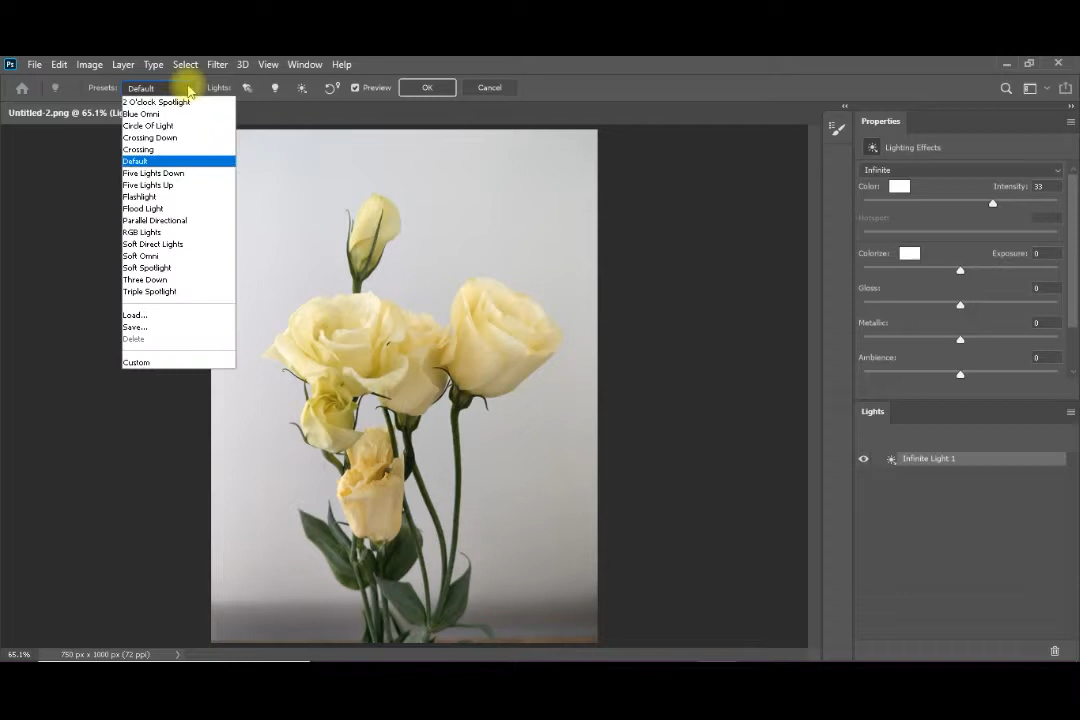 Ps File Edit Image Layer Type Select Filter 3D View Window Help
Presets: Default Lights: Preview OK Cancel
Untitled-2.png @ 65.1% (Li
2 O'clock Spotlight
Blue Omni
Circle Of Light
Crossing Down
Crossing
Default
Five Lights Down
Five Lights Up
Flashlight
Flood Light
Parallel Directional
RGB Lights
Soft Direct Lights
Soft Omni
Soft Spotlight
Three Down
Triple Spotlight
Load...
Save...
Delete
Custom
Properties
Lighting Effects
Infinite
Color: Intensity: 33
Hotspot:
Colorize: Exposure: 0
Gloss: 0
Metallic: 0
Ambience: 0
Lights
Infinite Light 1
65.1% 750 px x 1000 px (72 ppi)